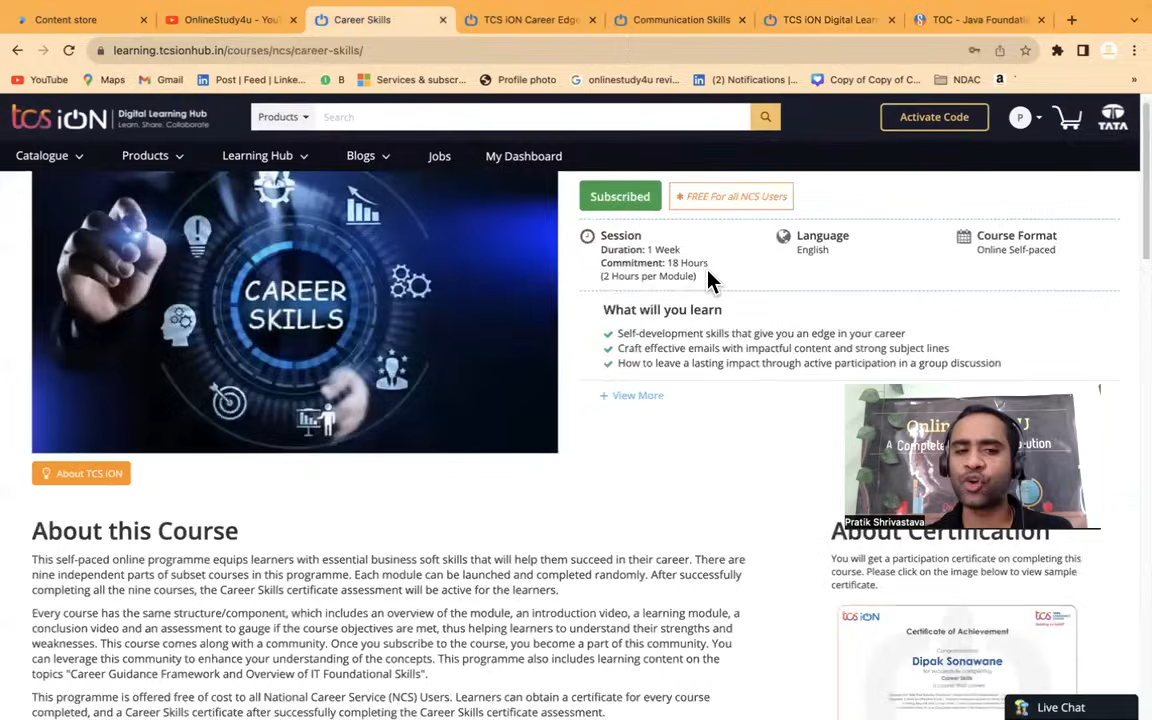 Content store
OnlineStudy4u - You
Career Skills
TCS iON Career Edge
Communication Skills
TCS iON Digital Learn
TOC - Java Foundati
learning.tcsionhub.in/courses/ncs/career-skills/
YouTube
Maps
Gmail
Post | Feed | Linke...
B
Services & subscr...
Profile photo
onlinestudy4u revi...
(2) Notifications |...
Copy of Copy of C...
NDAC
tcs iON
Digital Learning Hub
Learn. Share. Collaborate
Products
Search
Activate Code
P
TATA
Catalogue
Products
Learning Hub
Blogs
Jobs
My Dashboard
CAREER
SKILLS
Subscribed
FREE For all NCS Users
Session
Duration: 1 Week
Commitment: 18 Hours
(2 Hours per Module)
Language
English
Course Format
Online Self-paced
What will you learn
Self-development skills that give you an edge in your career
Craft effective emails with impactful content and strong subject lines
How to leave a lasting impact through active participation in a group discussion
+ View More
A Complete
Pratik Shrivastava
About TCS iON
About this Course
This self-paced online programme equips learners with essential business soft skills that will help them succeed in their career. There are
nine independent parts of subset courses in this programme. Each module can be launched and completed randomly. After successfully
completing all the nine courses, the Career Skills certificate assessment will be active for the learners.
Every course has the same structure/component, which includes an overview of the module, an introduction video, a learning module, a
conclusion video and an assessment to gauge if the course objectives are met, thus helping learners to understand their strengths and
weaknesses. This course comes along with a community. Once you subscribe to the course, you become a part of this community. You
can leverage this community to enhance your understanding of the concepts. This programme also includes learning content on the
topics "Career Guidance Framework and Overview of IT Foundational Skills".
This programme is offered free of cost to all National Career Service (NCS) Users. Learners can obtain a certificate for every course
completed, and a Career Skills certificate after successfully completing the Career Skills certificate assessment.
About Certification
You will get a participation certificate on completing this
course. Please click on the image below to view sample
certificate.
tcs iON
tcs
Certificate of Achievement
Dipak Sonawane
Career Skills
Live Chat